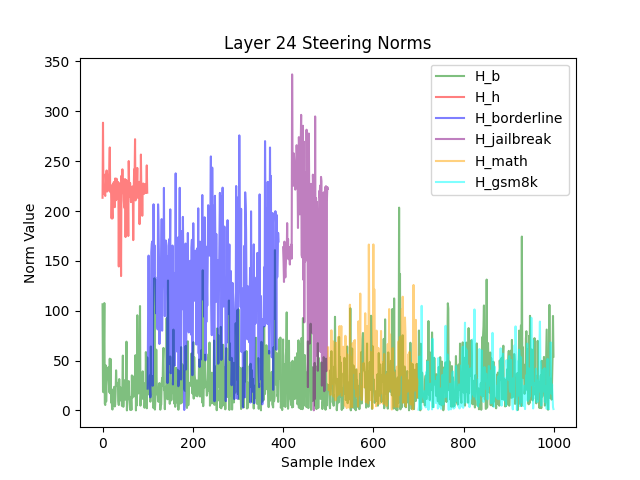 Layer 24 Steering Norms
350
300
250
200
150
100
50
0
Norm Value
H_b
H_h
H_borderline
H_jailbreak
H_math
H_gsm8k
0
200
400
600
800
1000
Sample Index